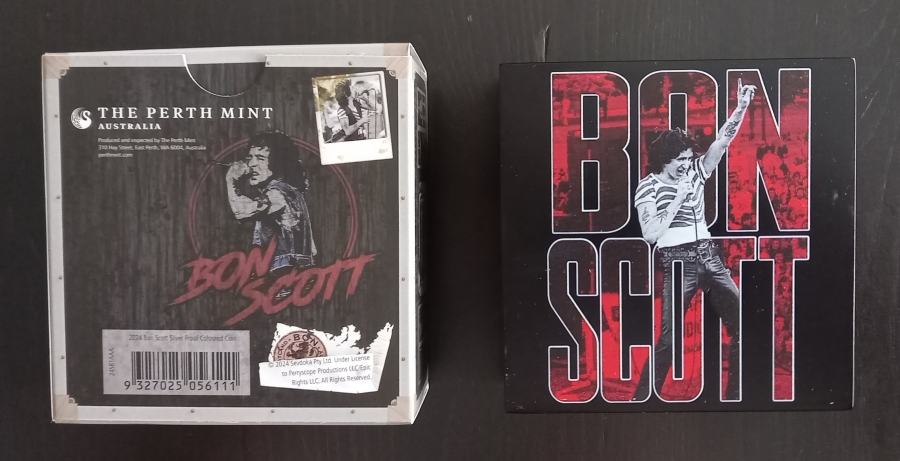 THE PERTH MINT
AUSTRALIA
Produced and inspected by The Perth Mint
310 Hay Street, East Perth, WA 6004, Australia
perthmint.com
BON
SCOTT
2024 Bon Scott Silver Proof Coloured Coin
9 327025 056111
BON
© 2024 Sevdoka Pty Ltd. Under License
to Perryscope Productions LLC/Epic
Rights LLC. All Rights Reserved.
BON
SCOTT